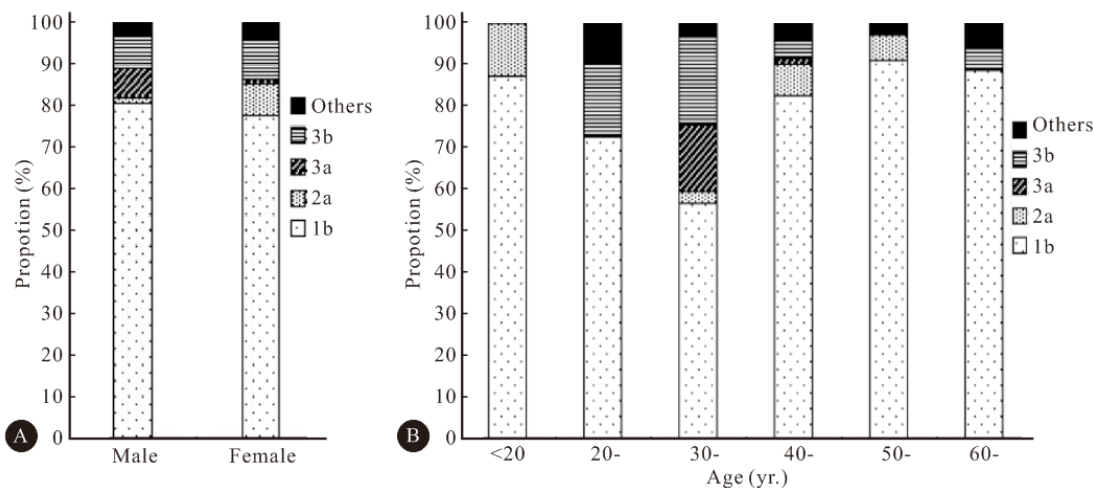 100
90
80
70
60
50
40
30
20
10
0
Propotion (%)
Others
3b
3a
2a
1b
Male Female
A
100
90
80
70
60
50
40
30
20
10
0
Propotion (%)
Others
3b
3a
2a
1b
<20 20- 30- 40- 50- 60-
Age (yr.)
B